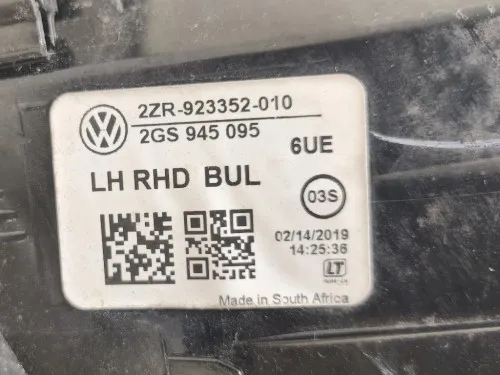 2ZR-923352-010
2GS 945 095
6UE
LH RHD BUL
03S
02/14/2019
14:25:36
LT
Made in South Africa